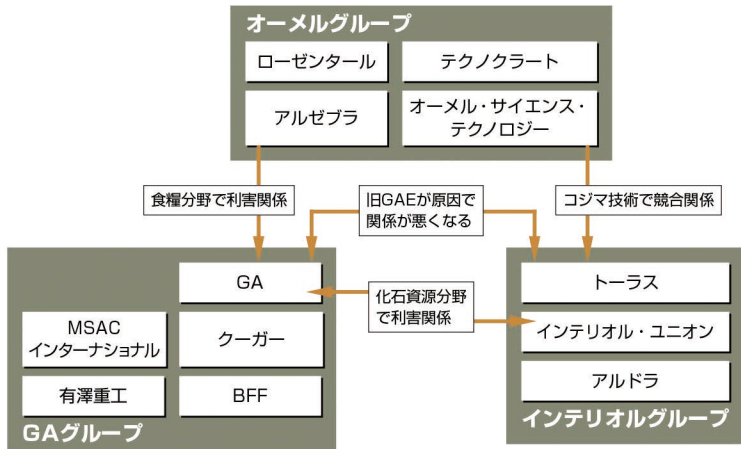 オーメルグループ
ローゼンタール
テクノクラート
アルゼブラ
オーメル・サイエンス・
テクノロジー
食糧分野で利害関係
旧GAEが原因で
関係が悪くなる
コジマ技術で競合関係
GA
MSAC
インターナショナル
クーガー
有澤重工
BFF
GAグループ
化石資源分野
で利害関係
トーラス
インテリオル・ユニオン
アルドラ
インテリオルグループ